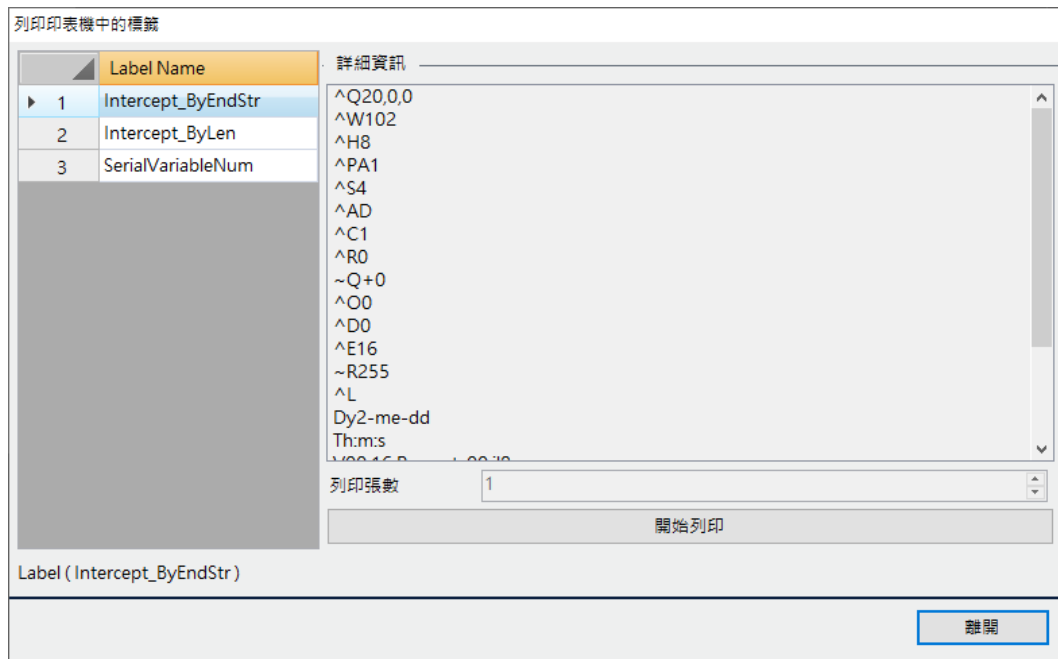 列印印表機中的標籤
Label Name
1 Intercept_ByEndStr
2 Intercept_ByLen
3 SerialVariableNum
詳細資訊
^Q20,0,0
^W102
^H8
^PA1
^S4
^AD
^C1
^R0
~Q+0
^O0
^D0
^E16
~R255
^L
Dy2-me-dd
Th:m:s
列印張數
1
開始列印
Label ( Intercept_ByEndStr )
離開